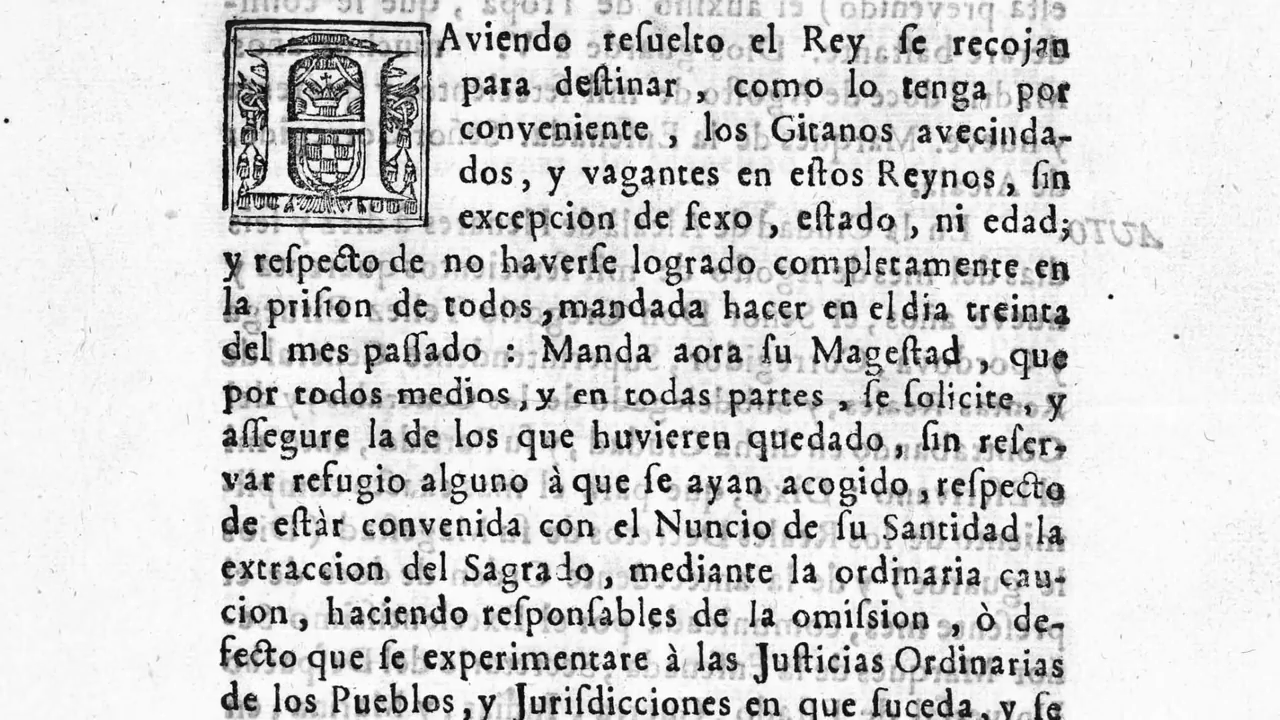 HAviendo resuelto el Rey se recojan
para destinar, como lo tenga por
conveniente, los Gitanos avecinda-
dos, y vagantes en estos Reynos, sin
excepcion de sexo, estado, ni edad;
y respecto de no haverse logrado completamente en
la prision de todos, mandada hacer en el dia treinta
del mes passado : Manda aora su Magestad, que
por todos medios, y en todas partes, se solicite, y
assegure la de los que huvieren quedado, sin reser-
var refugio alguno à que se ayan acogido, respecto
de estàr convenida con el Nuncio de su Santidad la
extraccion del Sagrado, mediante la ordinaria cau-
cion, haciendo responsables de la omission, ò de-
fecto que se experimentare à las Justicias Ordinarias
de los Pueblos, y Jurisdicciones en que suceda, y se